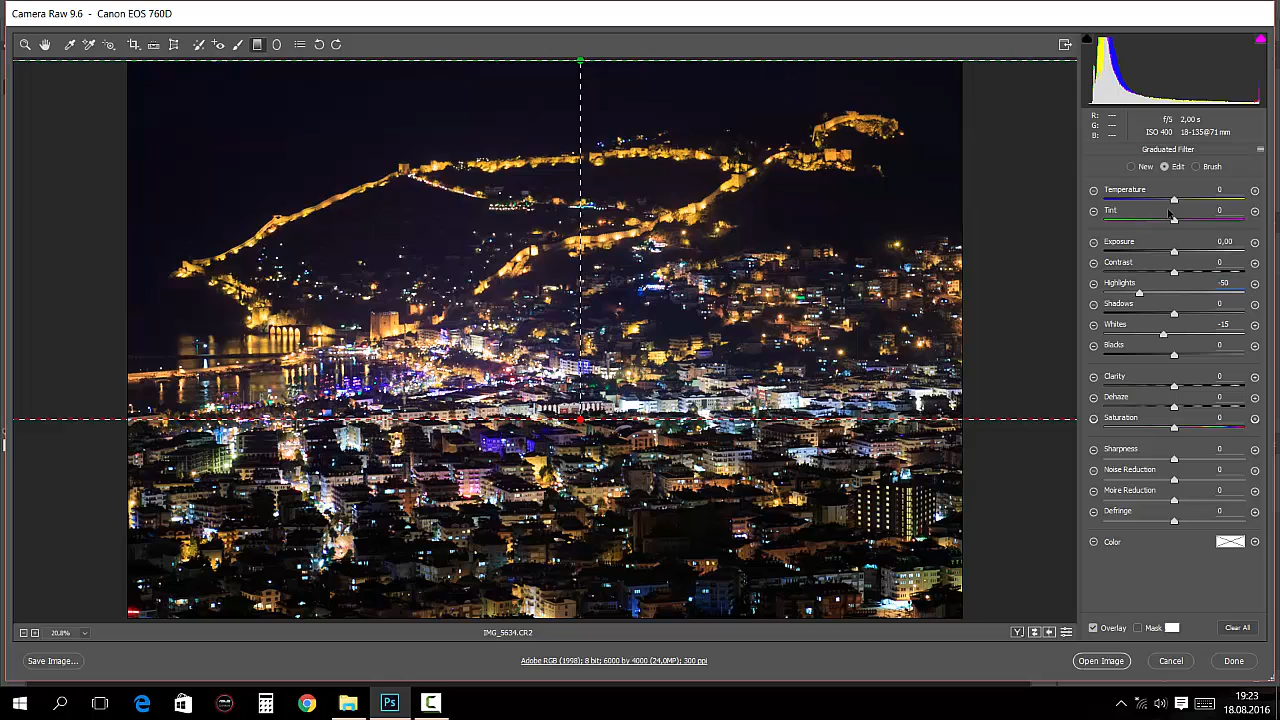 Camera Raw 9.6 - Canon EOS 760D
R: ---
G: ---
B: ---
f/5 2,00 s
ISO 400 18-135@71 mm
Graduated Filter
New Edit Brush
Temperature 0
Tint 0
Exposure 0,00
Contrast 0
Highlights -50
Shadows 0
Whites -15
Blacks 0
Clarity 0
Dehaze 0
Saturation 0
Sharpness 0
Noise Reduction 0
Moire Reduction 0
Defringe 0
Color
20,8%
IMG_5634.CR2
Y
Overlay Mask Clear All
Save Image...
Adobe RGB (1998); 8 bit; 6000 by 4000 (24,0MP); 300 ppi
Open Image Cancel Done
Ps
C
19:23
18.08.2016